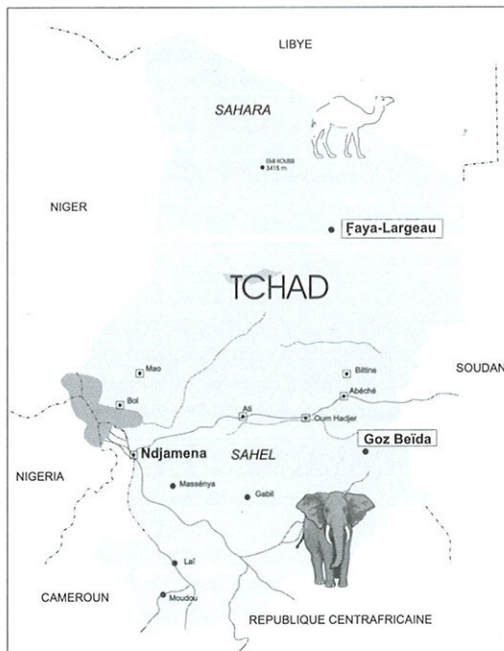 LIBYE
SAHARA
EMI KOUSSI
3415 m
NIGER
Faya-Largeau
TCHAD
Mao
Biltine
SOUDAN
Abéché
Bol
Ati
Oum Hadjer
Goz Beïda
Ndjamena
SAHEL
NIGERIA
Massénya
Gabil
Laï
CAMEROUN
Moudou
REPUBLIQUE CENTRAFRICAINE